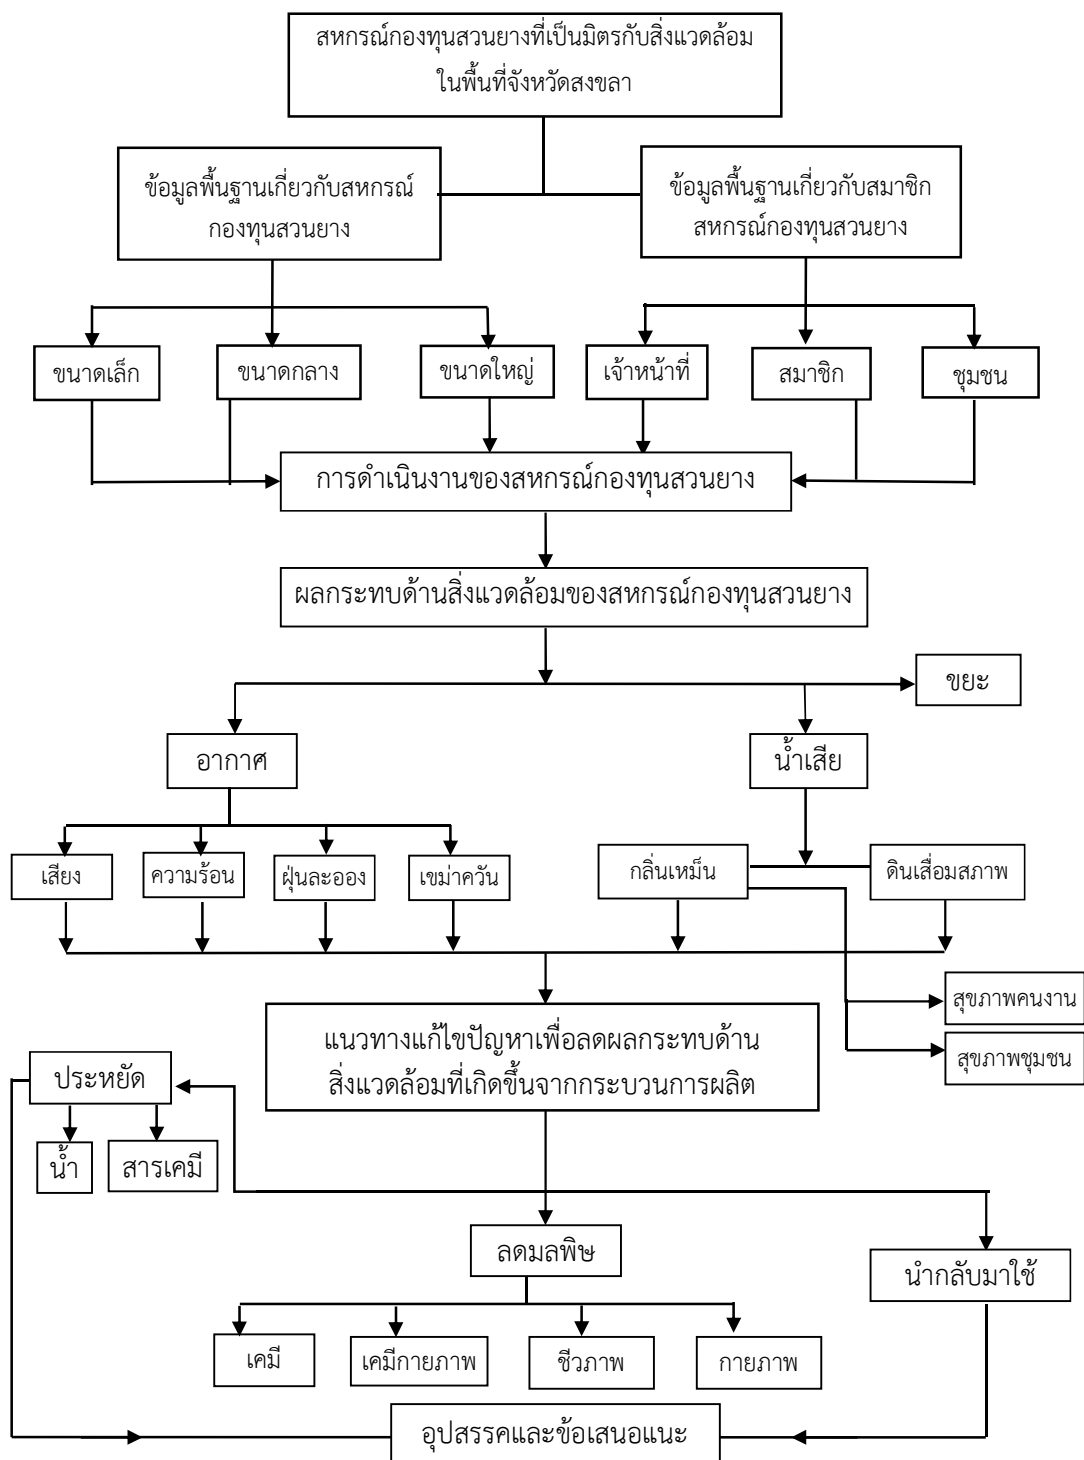 สหกรณ์กองทุนสวนยางที่เป็นมิตรกับสิ่งแวดล้อม
ในพื้นที่จังหวัดสงขลา
ข้อมูลพื้นฐานเกี่ยวกับสหกรณ์
กองทุนสวนยาง
ข้อมูลพื้นฐานเกี่ยวกับสมาชิก
สหกรณ์กองทุนสวนยาง
ขนาดเล็ก
ขนาดกลาง
ขนาดใหญ่
เจ้าหน้าที่
สมาชิก
ชุมชน
การดำเนินงานของสหกรณ์กองทุนสวนยาง
ผลกระทบด้านสิ่งแวดล้อมของสหกรณ์กองทุนสวนยาง
ขยะ
อากาศ
น้ำเสีย
เสียง
ความร้อน
ฝุ่นละออง
เขม่าควัน
กลิ่นเหม็น
ดินเสื่อมสภาพ
สุขภาพคนงาน
สุขภาพชุมชน
แนวทางแก้ไขปัญหาเพื่อลดผลกระทบด้าน
สิ่งแวดล้อมที่เกิดขึ้นจากกระบวนการผลิต
ประหยัด
น้ำ
สารเคมี
ลดมลพิษ
นำกลับมาใช้
เคมี
เคมีกายภาพ
ชีวภาพ
กายภาพ
อุปสรรคและข้อเสนอแนะ